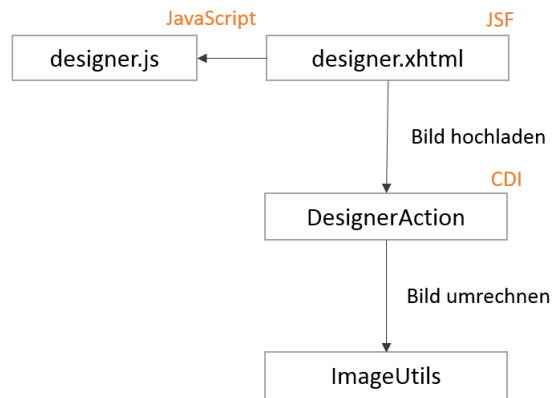 JavaScript
JSF
designer.js
designer.xhtml
Bild hochladen
CDI
DesignerAction
Bild umrechnen
ImageUtils